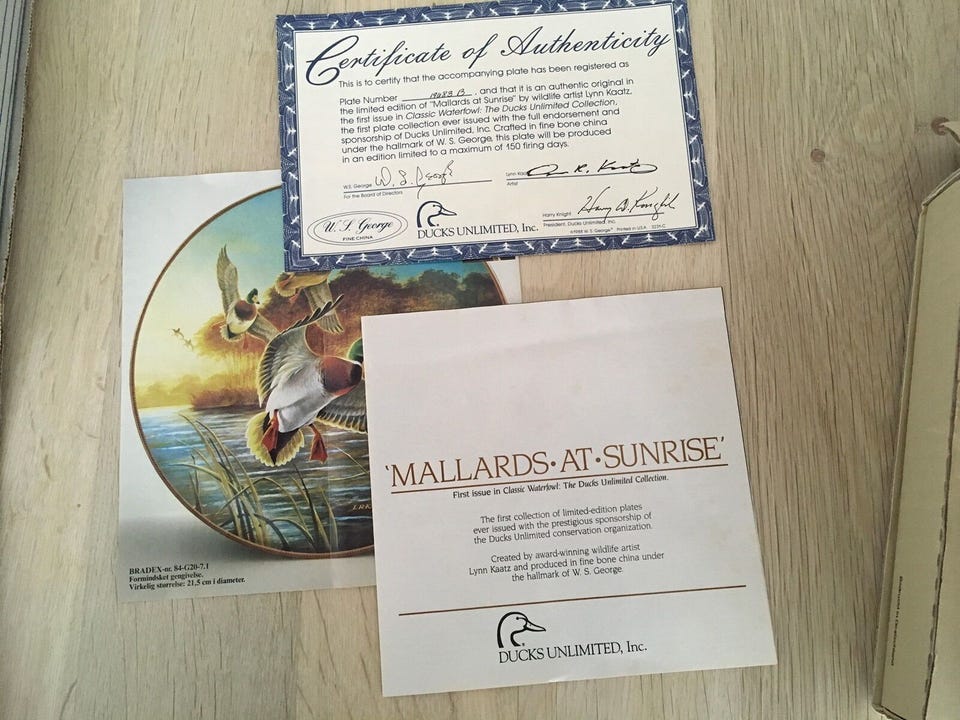 Certificate of Authenticity
This is to certify that the accompanying plate has been registered as
Plate Number 19483 B, and that it is an authentic original in
the limited edition of "Mallards at Sunrise" by wildlife artist Lynn Kaatz,
the first issue in Classic Waterfowl: The Ducks Unlimited Collection,
the first plate collection ever issued with the full endorsement and
sponsorship of Ducks Unlimited, Inc. Crafted in fine bone china
under the hallmark of W. S. George, this plate will be produced
in an edition limited to a maximum of 150 firing days.
W.S. George W. S. George
For the Board of Directors
Lynn Kaatz
Artist
Harry Knight Harry D. Knight
President, Ducks Unlimited, Inc.
W. S. George
FINE CHINA
DUCKS UNLIMITED, Inc.
©1988 W. S. George® Printed in U.S.A.
BRADEX-nr. 84-G20-7.1
Formindsket gengivelse.
Virkelig størrelse: 21,5 cm i diameter.
'MALLARDS•AT•SUNRISE'
First issue in Classic Waterfowl: The Ducks Unlimited Collection.
The first collection of limited-edition plates
ever issued with the prestigious sponsorship of
the Ducks Unlimited conservation organization.
Created by award-winning wildlife artist
Lynn Kaatz and produced in fine bone china under
the hallmark of W. S. George.
DUCKS UNLIMITED, Inc.